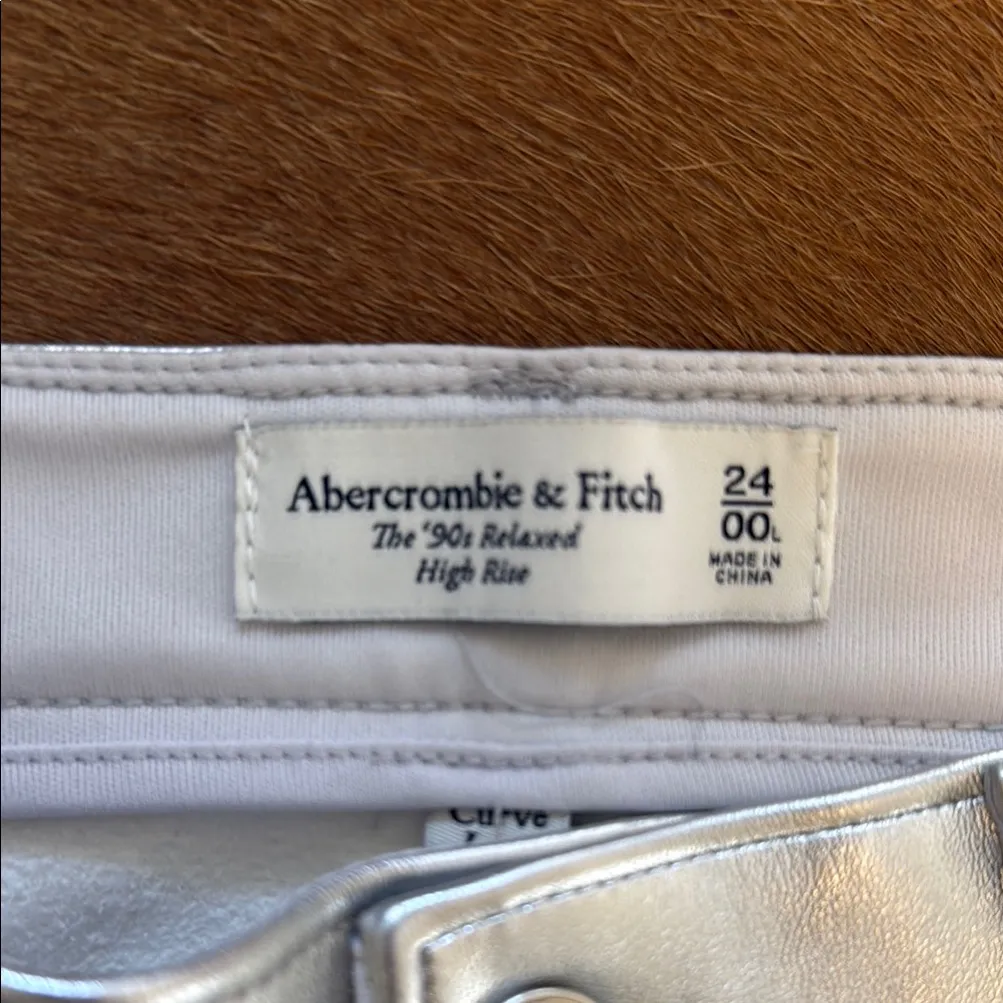 Abercrombie & Fitch
The '90s Relaxed
High Rise
24
00L
MADE IN
CHINA
Curve